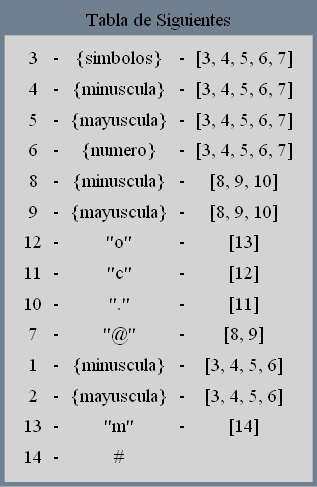 Tabla de Siguientes
3 - {simbolos} - [3, 4, 5, 6, 7]
4 - {minuscula} - [3, 4, 5, 6, 7]
5 - {mayuscula} - [3, 4, 5, 6, 7]
6 - {numero} - [3, 4, 5, 6, 7]
8 - {minuscula} - [8, 9, 10]
9 - {mayuscula} - [8, 9, 10]
12 - "o" - [13]
11 - "c" - [12]
10 - "." - [11]
7 - "@" - [8, 9]
1 - {minuscula} - [3, 4, 5, 6]
2 - {mayuscula} - [3, 4, 5, 6]
13 - "m" - [14]
14 - #